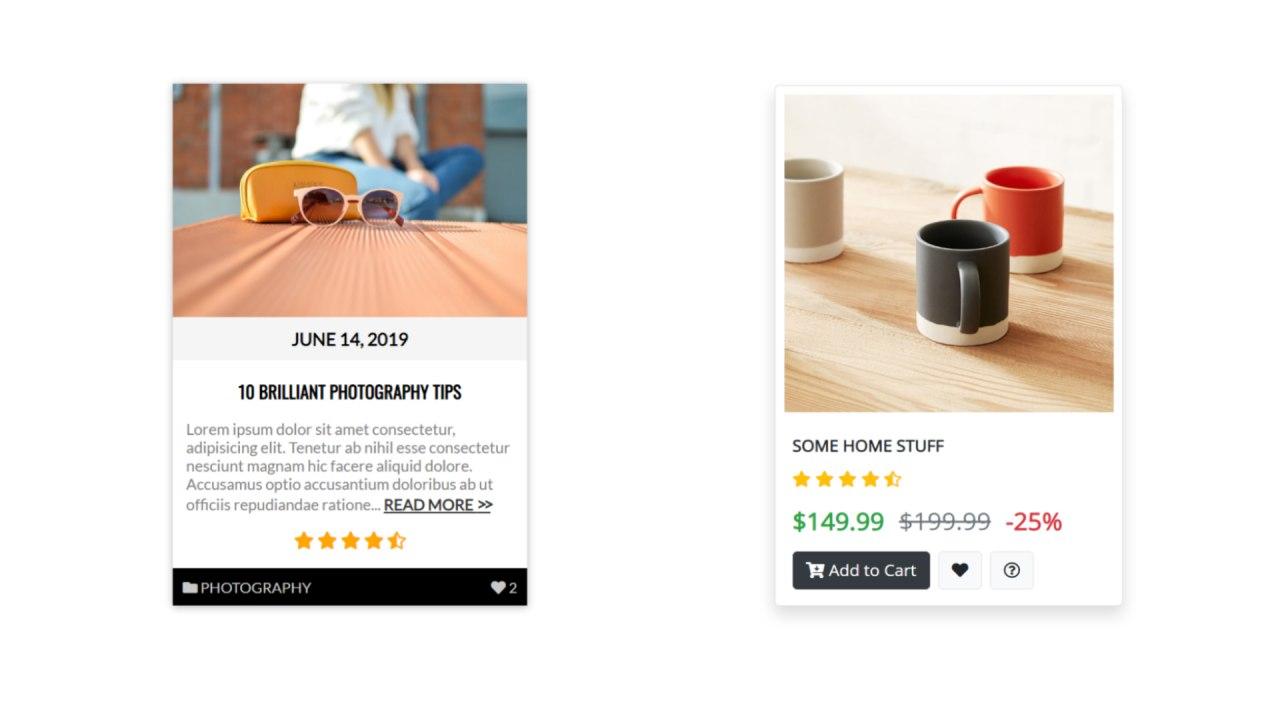 JUNE 14, 2019
10 BRILLIANT PHOTOGRAPHY TIPS
Lorem ipsum dolor sit amet consectetur,
adipisicing elit. Tenetur ab nihil esse consectetur
nesciunt magnam hic facere aliquid dolore.
Accusamus optio accusantium doloribus ab ut
officiis repudiandae ratione... READ MORE >>
PHOTOGRAPHY
2
SOME HOME STUFF
$149.99 $199.99 -25%
Add to Cart